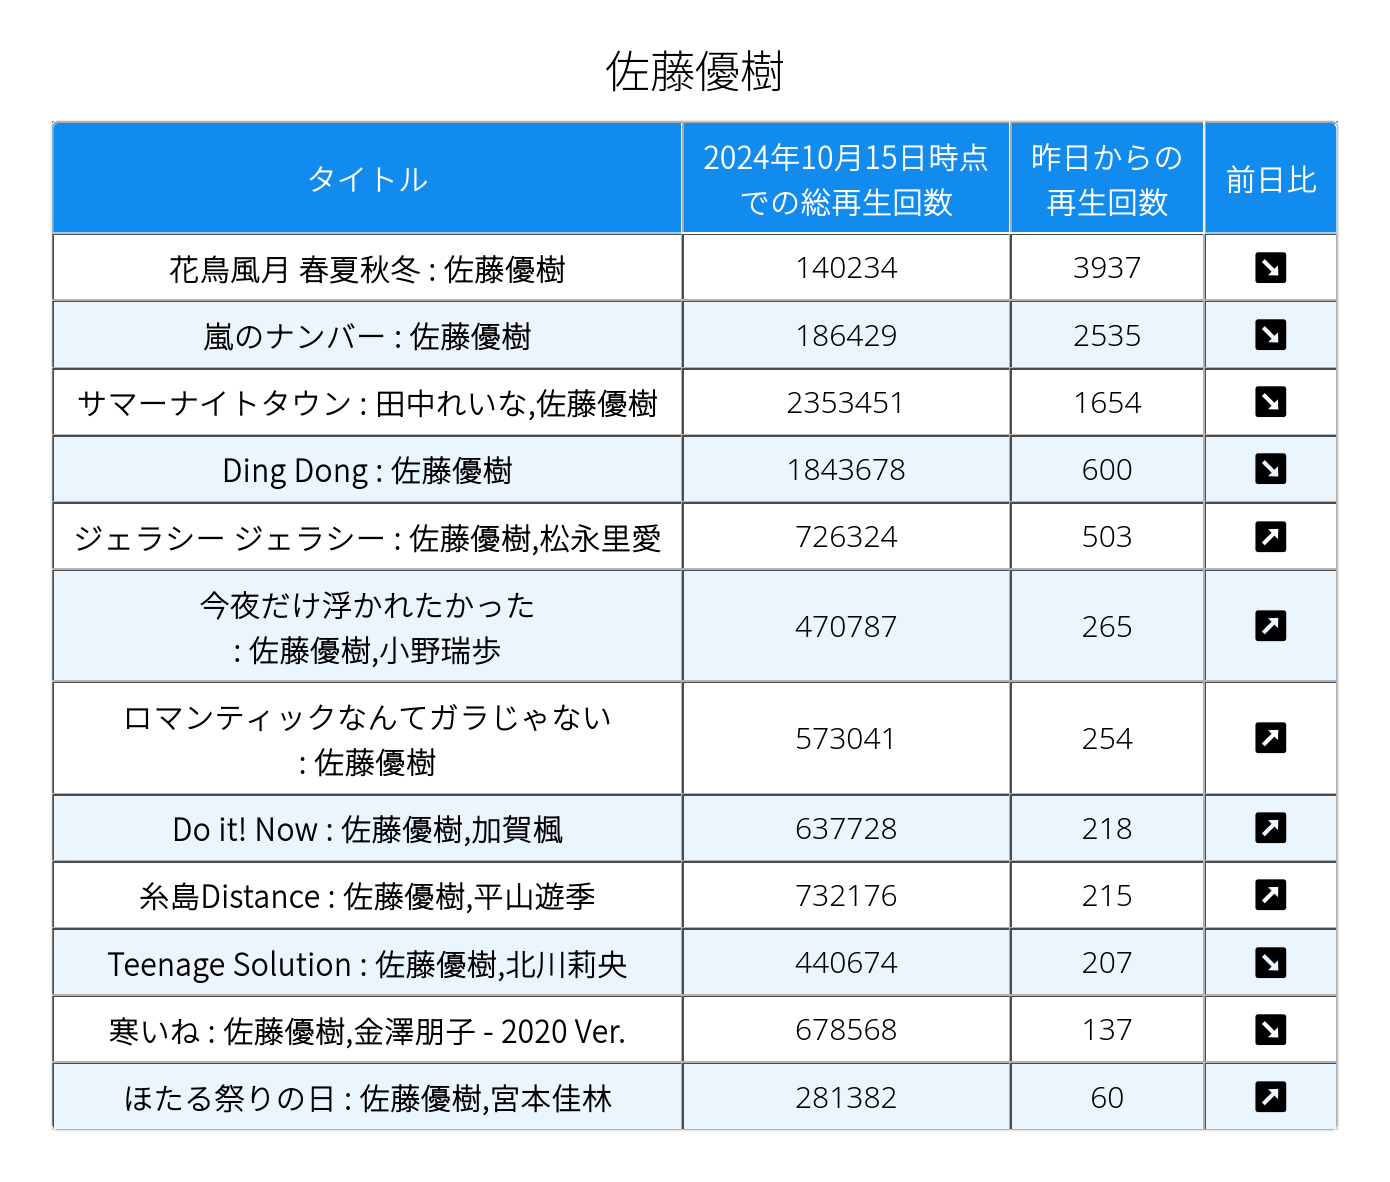 佐藤優樹
タイトル
2024年10月15日時点
での総再生回数
昨日からの
再生回数
前日比
花鳥風月 春夏秋冬 : 佐藤優樹
140234
3937
嵐のナンバー : 佐藤優樹
186429
2535
サマーナイトタウン : 田中れいな,佐藤優樹
2353451
1654
Ding Dong : 佐藤優樹
1843678
600
ジェラシー ジェラシー : 佐藤優樹,松永里愛
726324
503
今夜だけ浮かれたかった
: 佐藤優樹,小野瑞歩
470787
265
ロマンティックなんてガラじゃない
: 佐藤優樹
573041
254
Do it! Now : 佐藤優樹,加賀楓
637728
218
糸島Distance : 佐藤優樹,平山遊季
732176
215
Teenage Solution : 佐藤優樹,北川莉央
440674
207
寒いね : 佐藤優樹,金澤朋子 - 2020 Ver.
678568
137
ほたる祭りの日 : 佐藤優樹,宮本佳林
281382
60